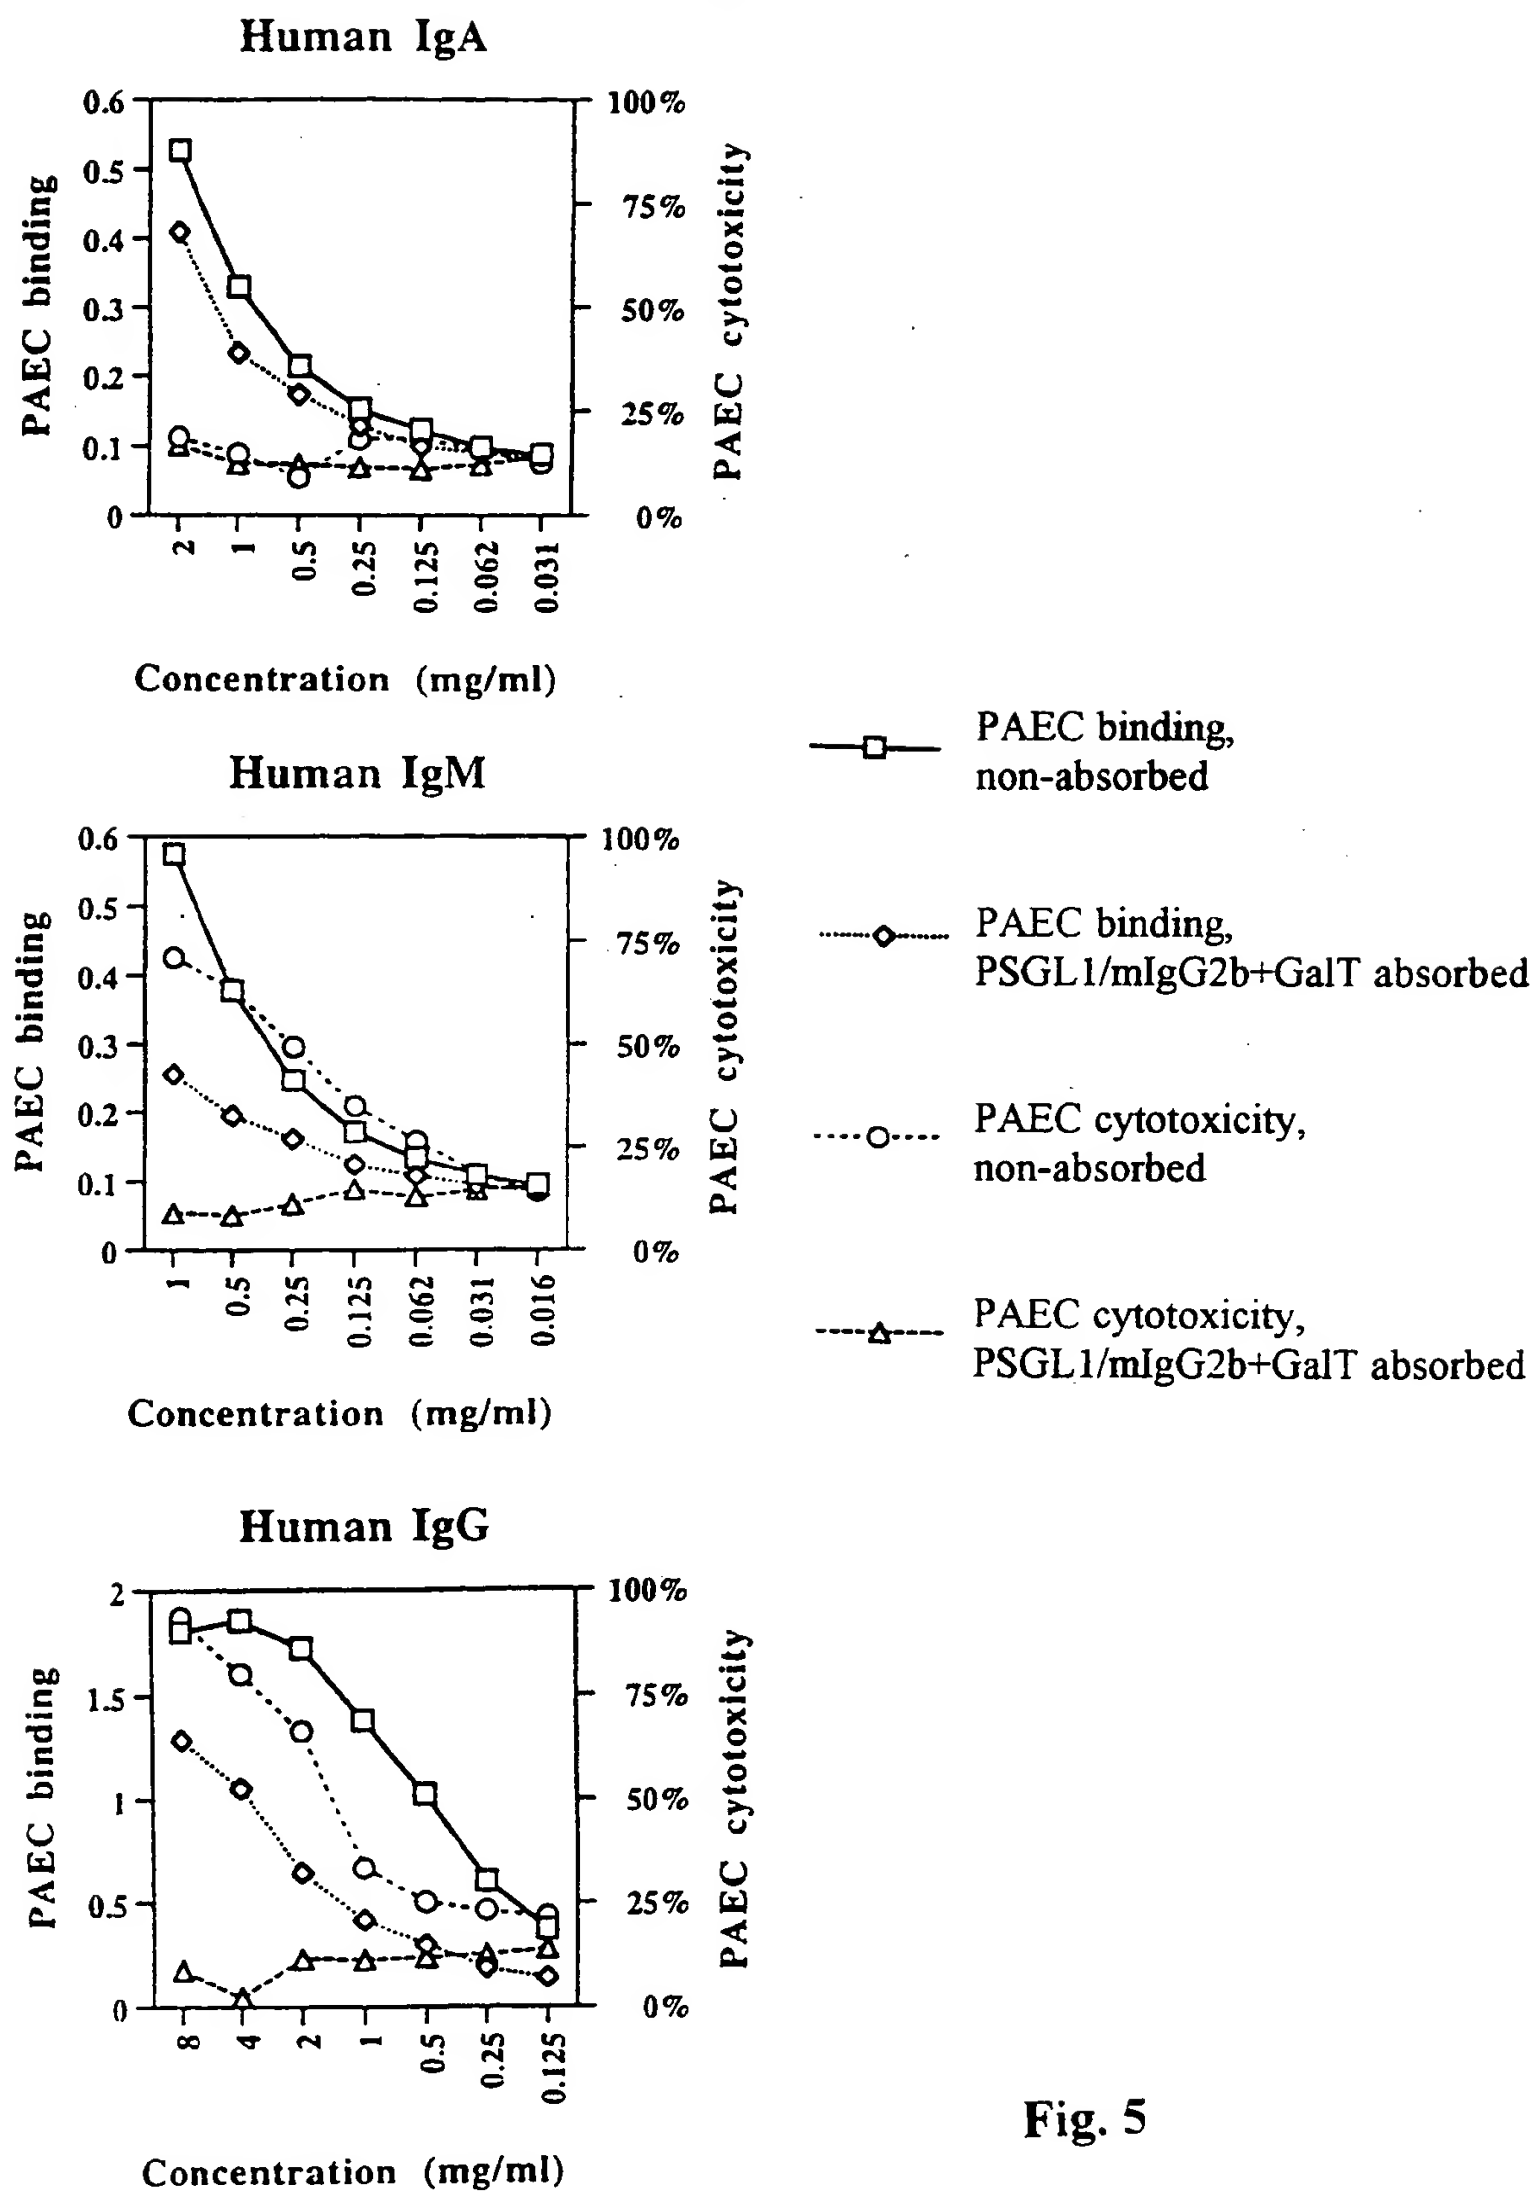 Human IgA
0.6
0.5
0.4
0.3
0.2
0.1
0
PAEC binding
100%
75%
50%
25%
0%
PAEC cytotoxicity
2
1
0.5
0.25
0.125
0.062
0.031
Concentration (mg/ml)
Human IgM
0.6
0.5
0.4
0.3
0.2
0.1
0
PAEC binding
100%
75%
50%
25%
0%
PAEC cytotoxicity
1
0.5
0.25
0.125
0.062
0.031
0.016
Concentration (mg/ml)
Human IgG
2
1.5
1
0.5
0
PAEC binding
100%
75%
50%
25%
0%
PAEC cytotoxicity
8
4
2
1
0.5
0.25
0.125
Concentration (mg/ml)
PAEC binding,
non-absorbed
PAEC binding,
PSGL1/mIgG2b+GalT absorbed
PAEC cytotoxicity,
non-absorbed
PAEC cytotoxicity,
PSGL1/mIgG2b+GalT absorbed
Fig. 5